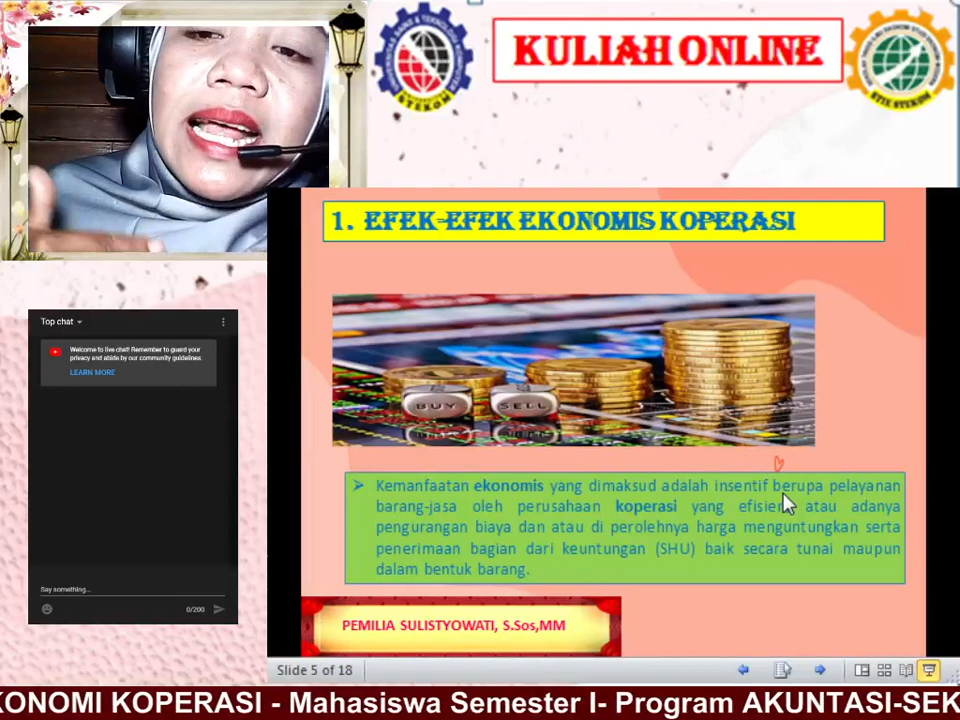 KULIAH ONLINE
STEKOM
STIE STEKOM
1. EFEK-EFEK EKONOMIS KOPERASI
BUY
SELL
Top chat
Welcome to live chat! Remember to guard your
privacy and abide by our community guidelines.
LEARN MORE
Say something...
0/200
Kemanfaatan ekonomis yang dimaksud adalah insentif berupa pelayanan
barang-jasa oleh perusahaan koperasi yang efisien atau adanya
pengurangan biaya dan atau di perolehnya harga menguntungkan serta
penerimaan bagian dari keuntungan (SHU) baik secara tunai maupun
dalam bentuk barang.
PEMILIA SULISTYOWATI, S.Sos,MM
Slide 5 of 18
KONOMI KOPERASI - Mahasiswa Semester I- Program AKUNTASI-SEK